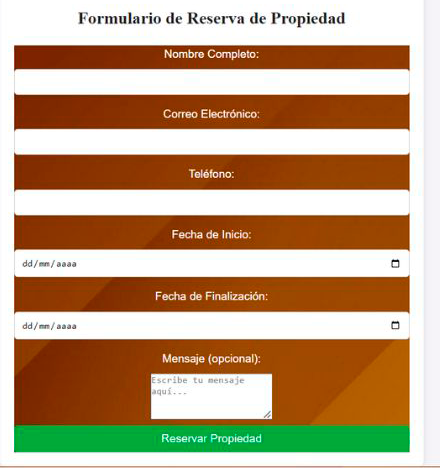 Formulario de Reserva de Propiedad
Nombre Completo:
Correo Electrónico:
Teléfono:
Fecha de Inicio:
dd/mm/aaaa
Fecha de Finalización:
dd/mm/aaaa
Mensaje (opcional):
Escribe tu mensaje
aquí...
Reservar Propiedad